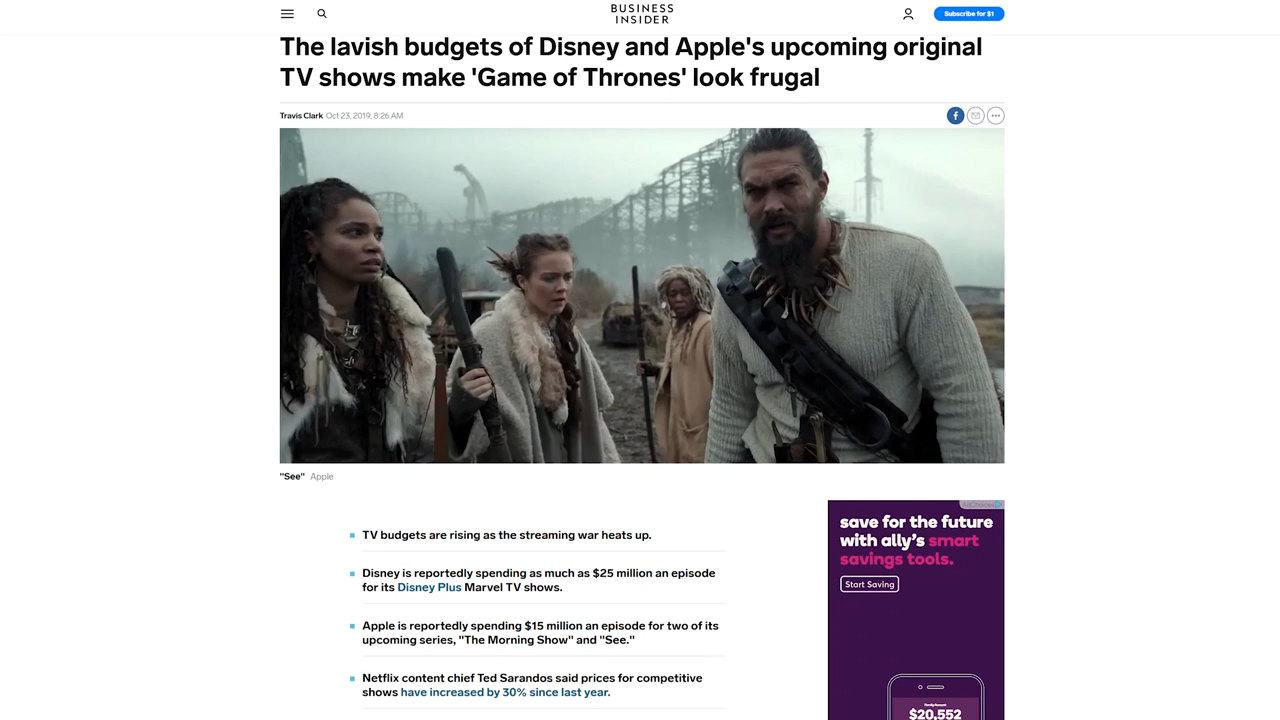 BUSINESS
INSIDER
Subscribe for $1
The lavish budgets of Disney and Apple's upcoming original
TV shows make 'Game of Thrones' look frugal
Travis Clark Oct 23, 2019, 8:26 AM
"See" Apple
TV budgets are rising as the streaming war heats up.
Disney is reportedly spending as much as $25 million an episode
for its Disney Plus Marvel TV shows.
Apple is reportedly spending $15 million an episode for two of its
upcoming series, "The Morning Show" and "See."
Netflix content chief Ted Sarandos said prices for competitive
shows have increased by 30% since last year.
AdChoices
save for the future
with ally's smart
savings tools.
Start Saving
$20,552